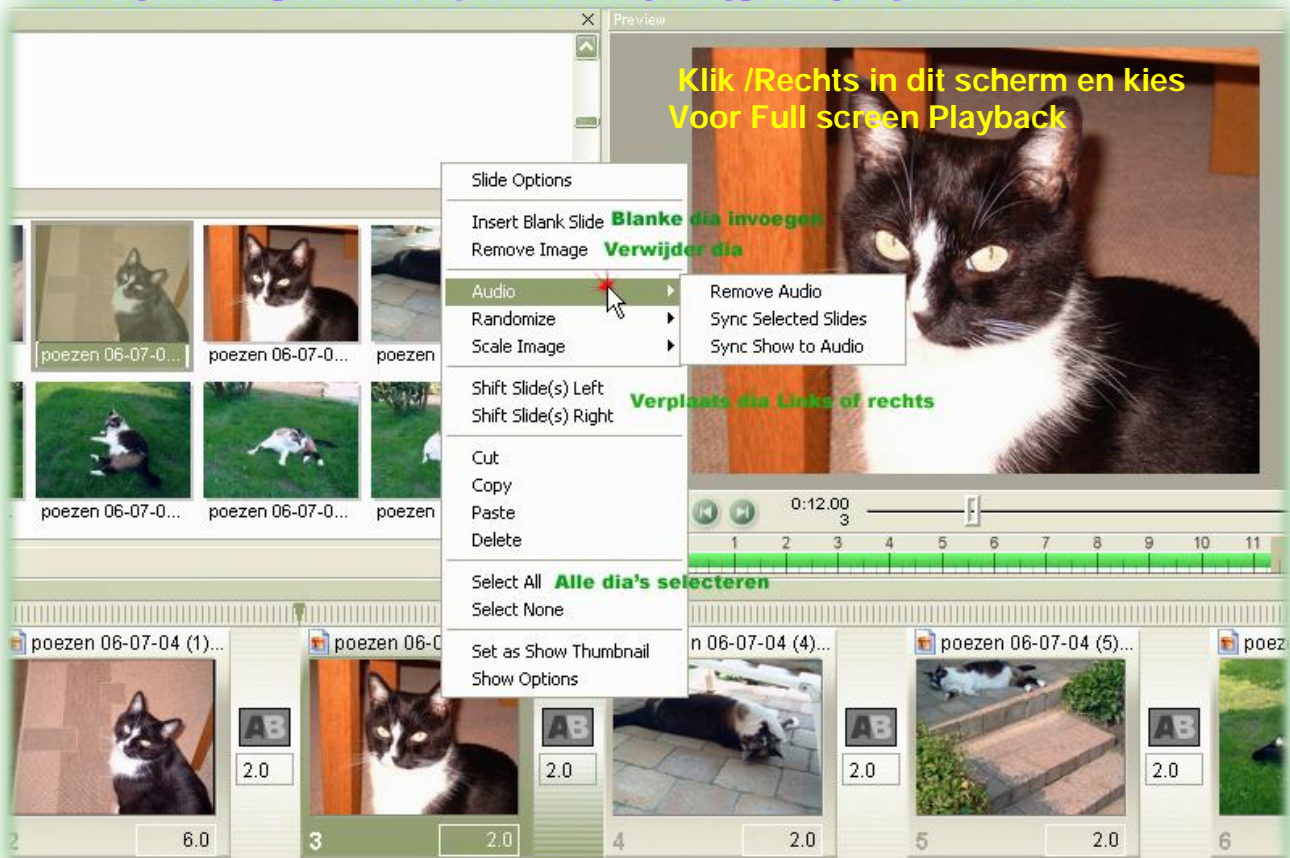 Preview
Klik /Rechts in dit scherm en kies
Voor Full screen Playback
Slide Options
Insert Blank Slide Blanke dia invoegen
Remove Image Verwijder dia
Audio
Randomize
Scale Image
Remove Audio
Sync Selected Slides
Sync Show to Audio
Shift Slide(s) Left
Shift Slide(s) Right
Verplaats dia Links of rechts
Cut
Copy
Paste
Delete
Select All Alle dia's selecteren
Select None
Set as Show Thumbnail
Show Options
poezen 06-07-0... poezen 06-07-0... poezen
poezen 06-07-0... poezen 06-07-0... poezen
0:12.00
3
1 2 3 4 5 6 7 8 9 10 11
poezen 06-07-04 (1)... poezen 06-0 n 06-07-04 (4)... poezen 06-07-04 (5)... poez
AB AB AB AB
2.0 2.0 2.0 2.0
2 6.0 3 2.0 4 2.0 5 2.0 6